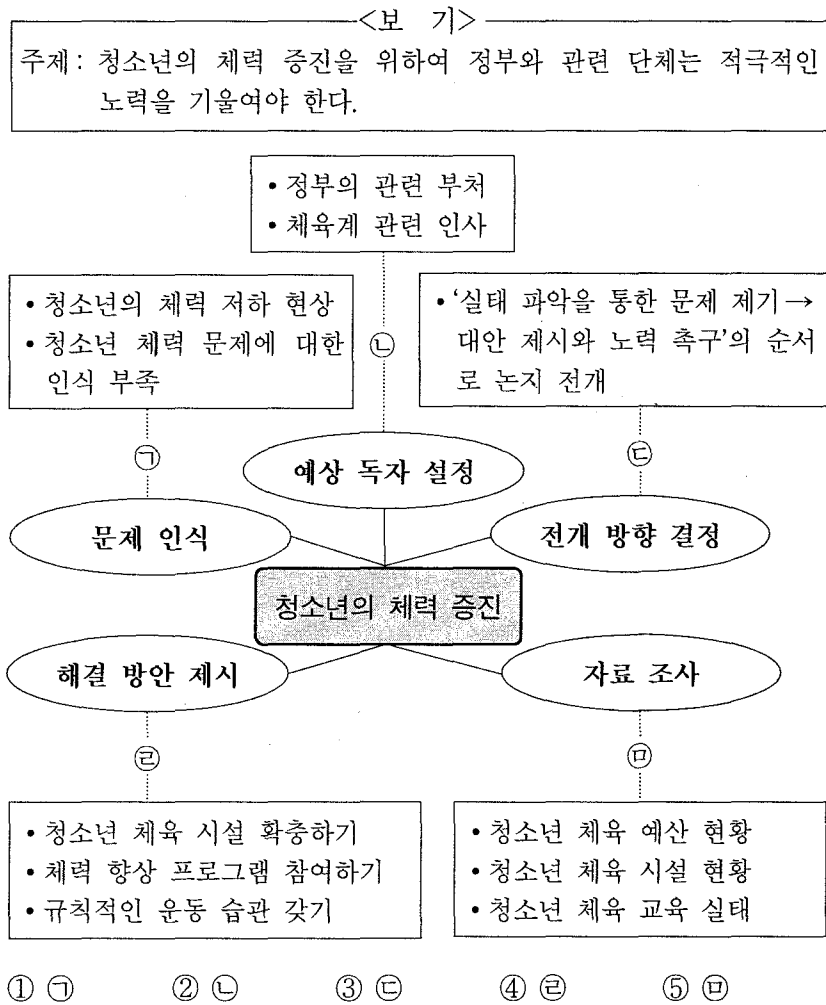 <보 기>
주제 : 청소년의 체력 증진을 위하여 정부와 관련 단체는 적극적인
노력을 기울여야 한다.
• 정부의 관련 부처
• 체육계 관련 인사
• 청소년의 체력 저하 현상
• 청소년 체력 문제에 대한
인식 부족
• ‘실태 파악을 통한 문제 제기 →
대안 제시와 노력 촉구’의 순서
로 논지 전개
㉠
㉡
㉢
문제 인식
예상 독자 설정
전개 방향 결정
청소년의 체력 증진
해결 방안 제시
자료 조사
㉣
㉤
• 청소년 체육 시설 확충하기
• 체력 향상 프로그램 참여하기
• 규칙적인 운동 습관 갖기
• 청소년 체육 예산 현황
• 청소년 체육 시설 현황
• 청소년 체육 교육 실태
① ㉠ ② ㉡ ③ ㉢ ④ ㉣ ⑤ ㉤